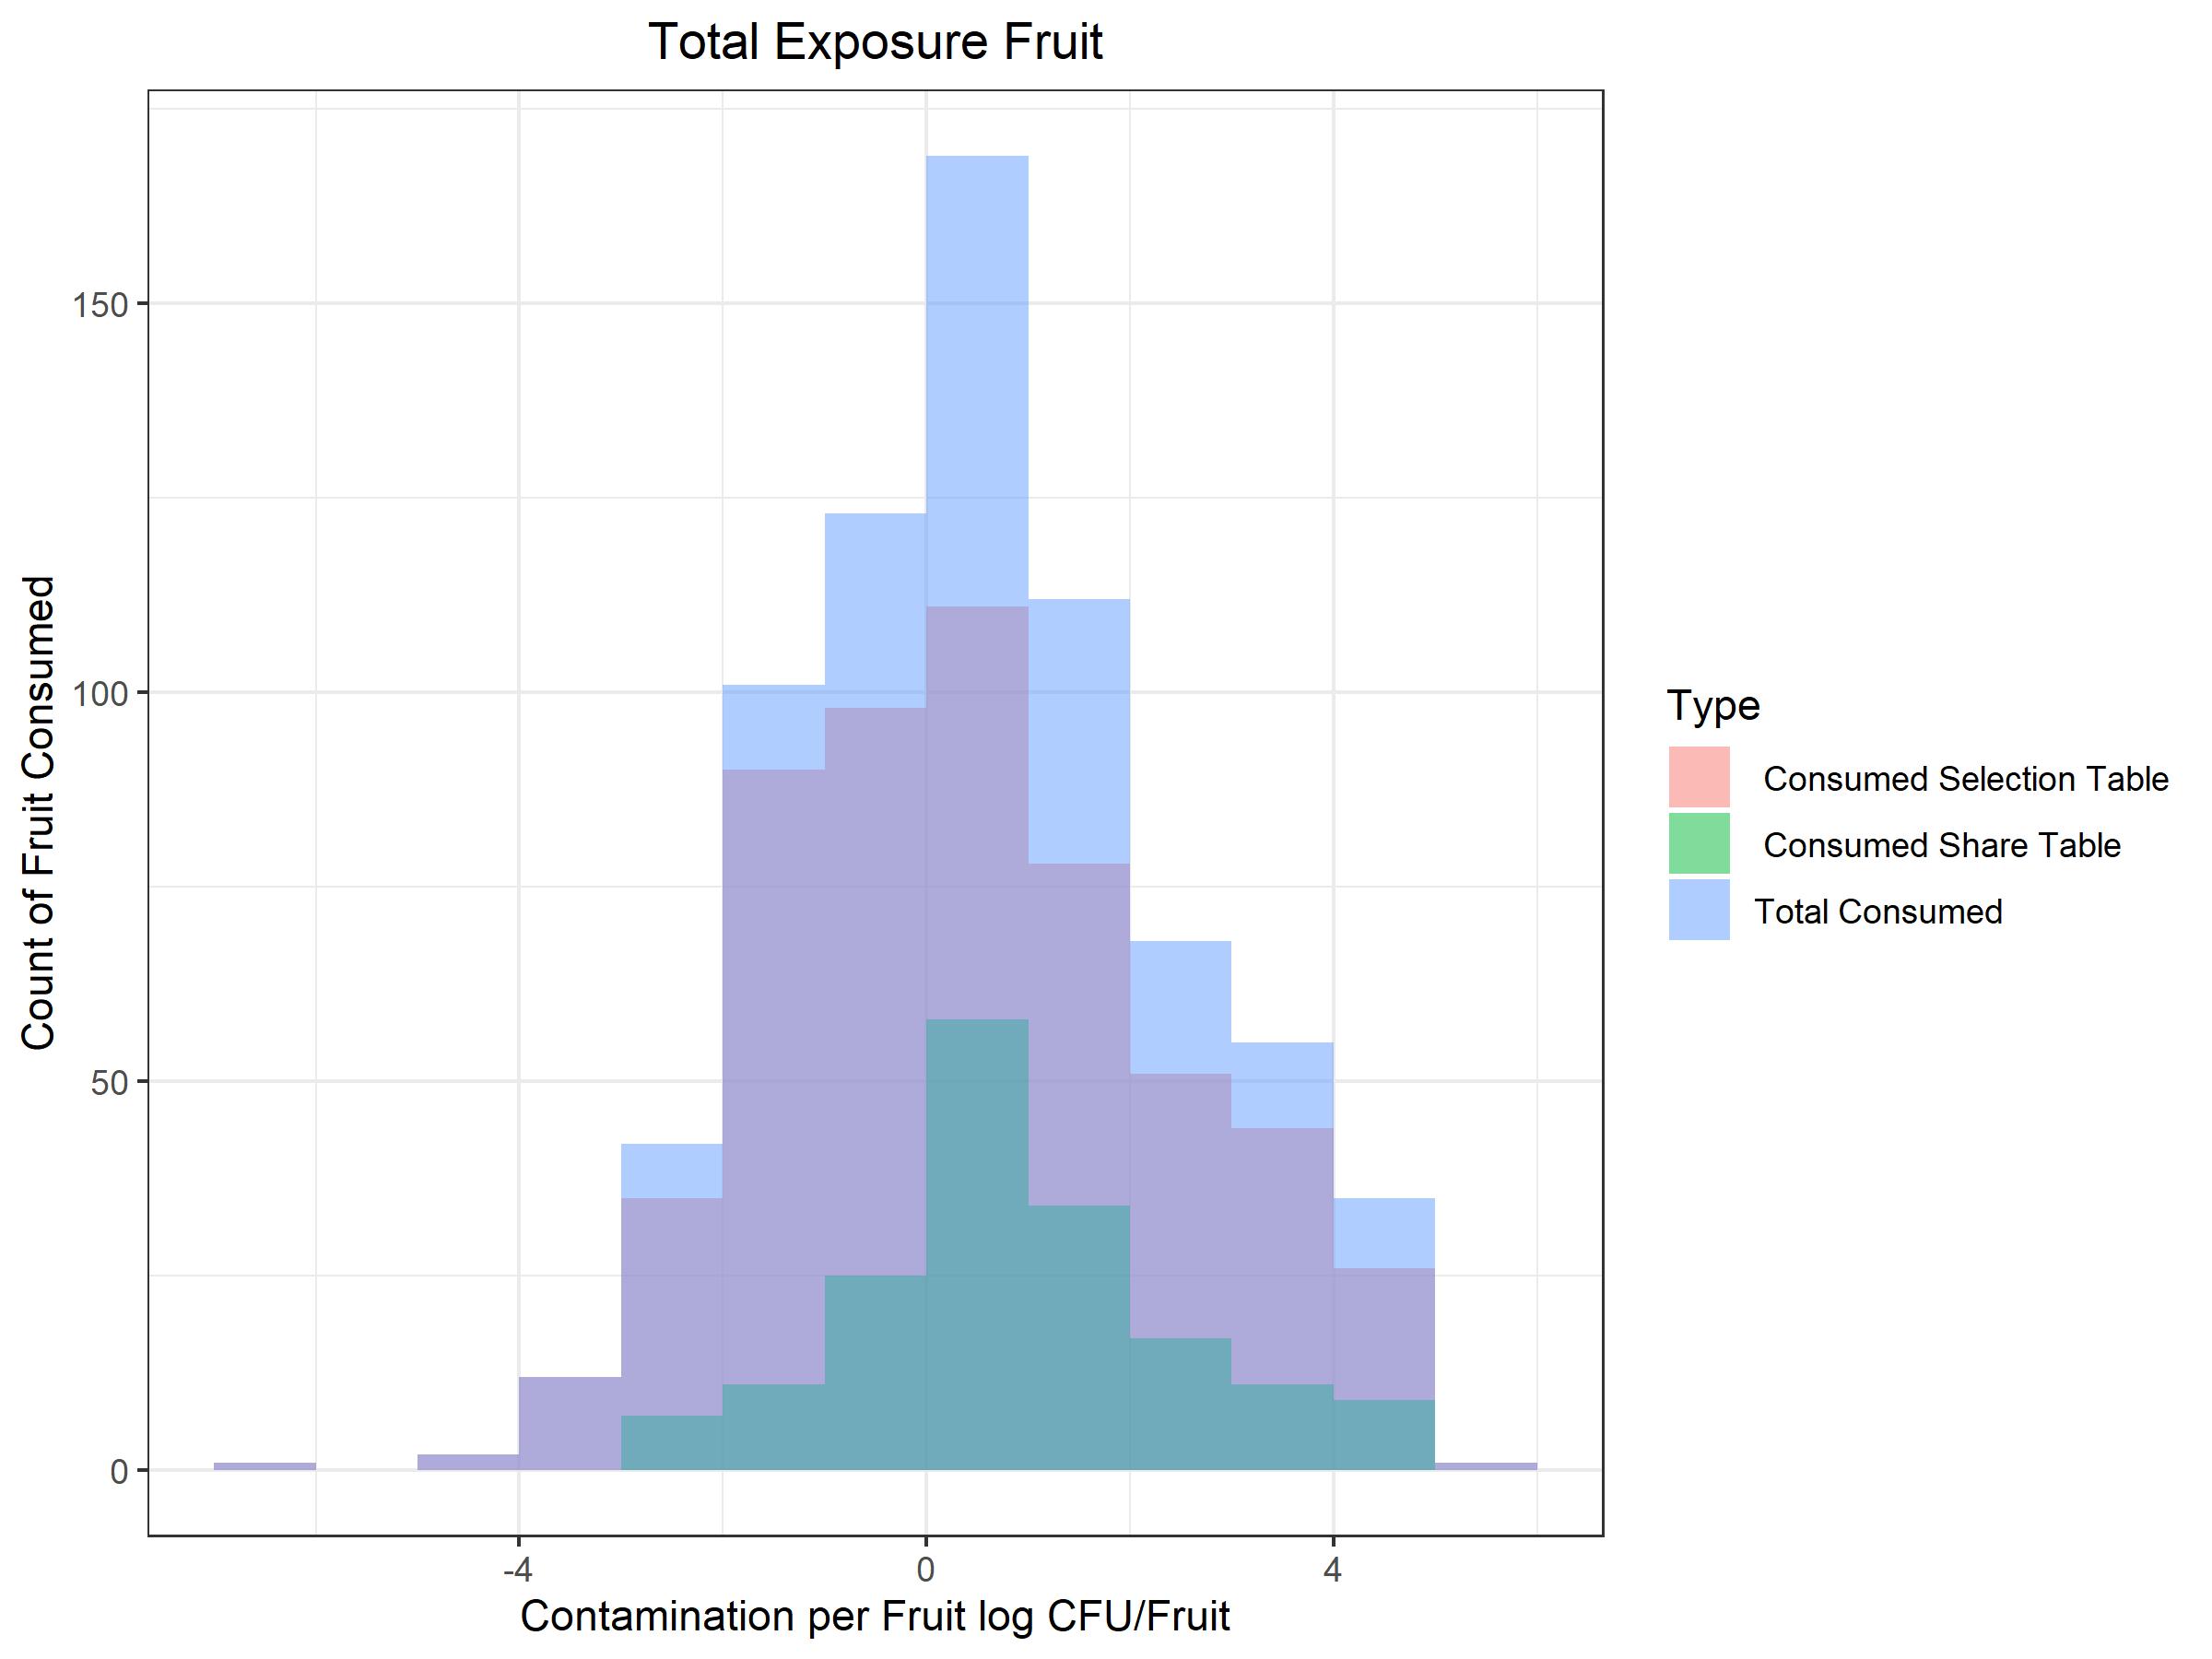 Total Exposure Fruit
150
100
50
0
Count of Fruit Consumed
-4
0
4
Contamination per Fruit log CFU/Fruit
Type
Consumed Selection Table
Consumed Share Table
Total Consumed